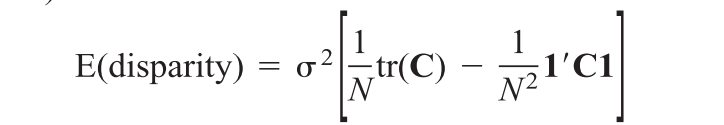 E(disparity) = σ²[1/N tr(C) − 1/N² 1′C1]